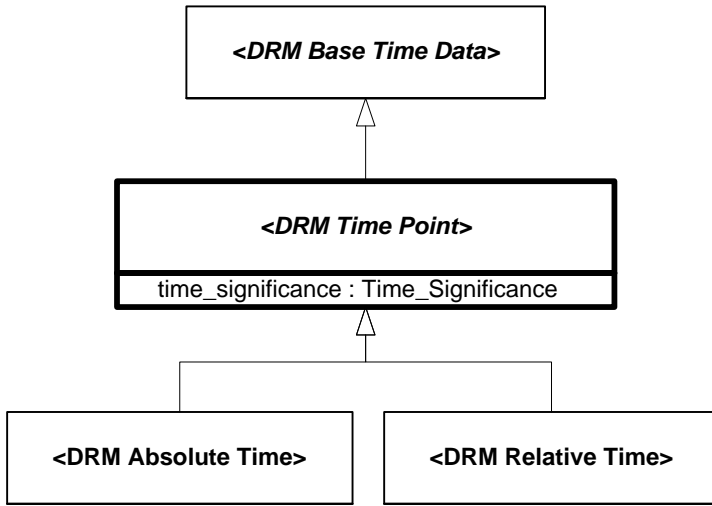 <DRM Base Time Data>
<DRM Time Point>
time_significance : Time_Significance
<DRM Absolute Time>
<DRM Relative Time>